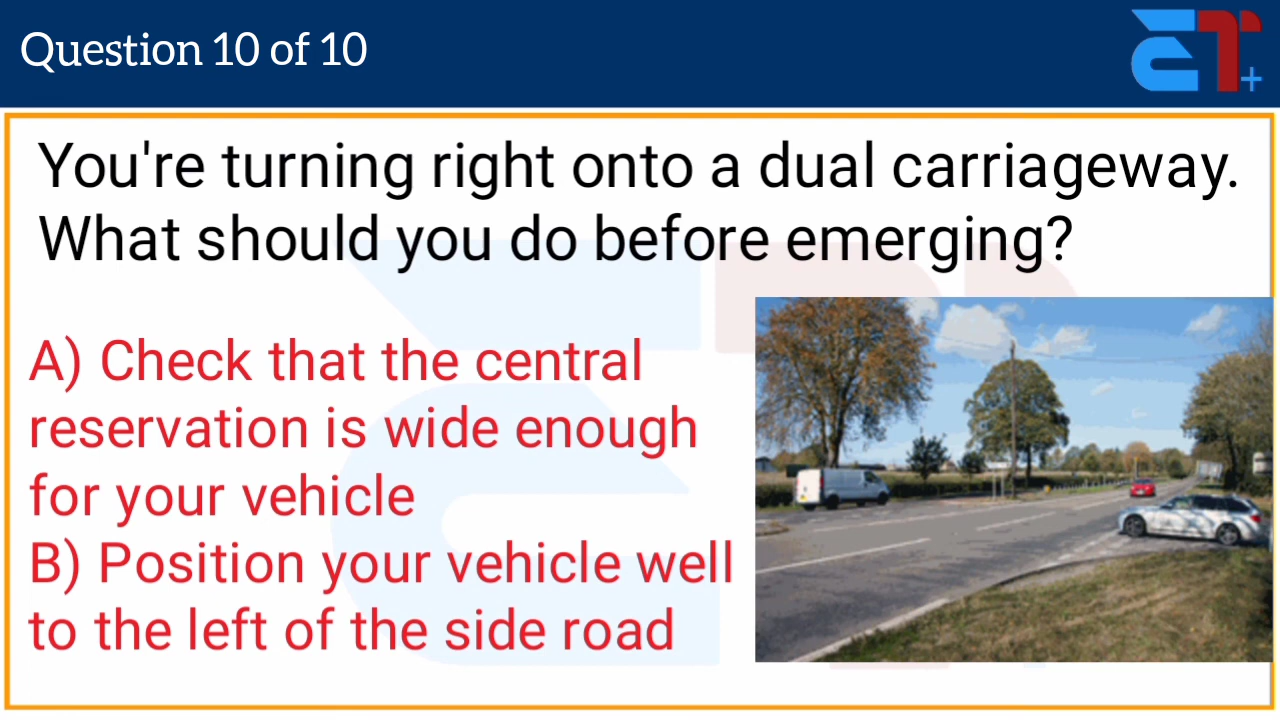 Question 10 of 10
ET+
You're turning right onto a dual carriageway.
What should you do before emerging?
A) Check that the central
reservation is wide enough
for your vehicle
B) Position your vehicle well
to the left of the side road